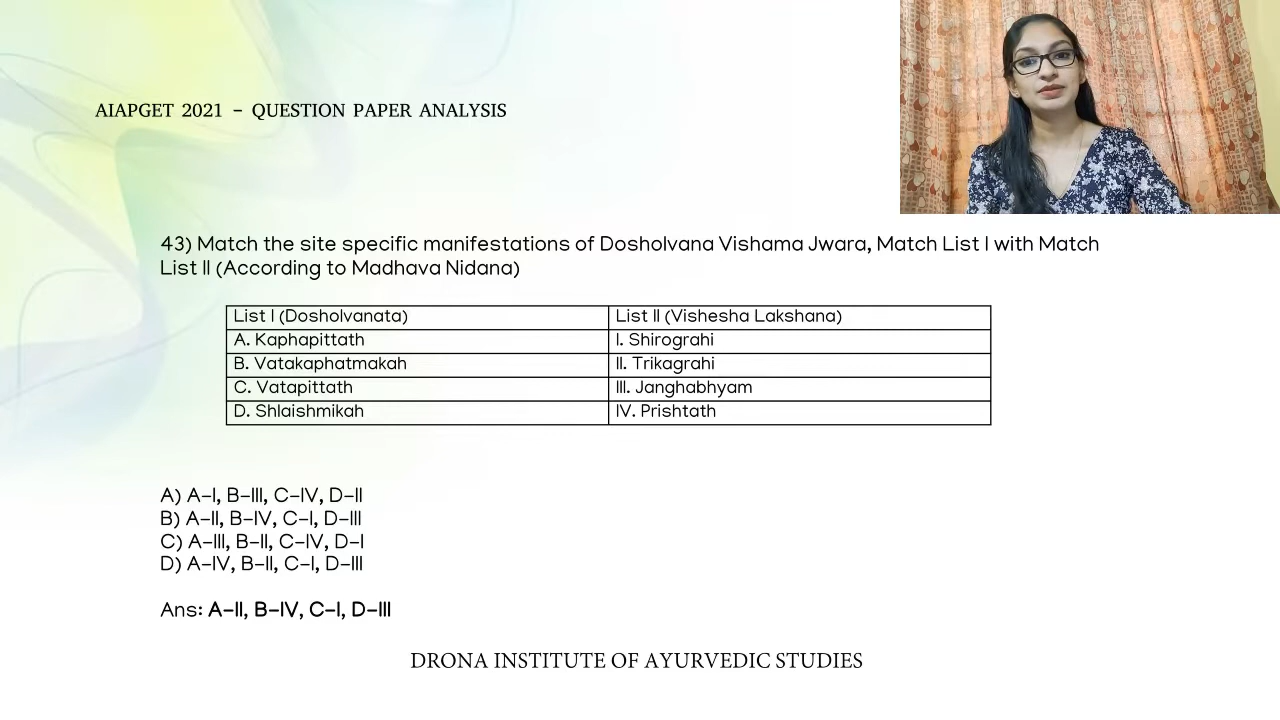 AIAPGET 2021 – QUESTION PAPER ANALYSIS
43) Match the site specific manifestations of Dosholvana Vishama Jwara, Match List I with Match
List II (According to Madhava Nidana)
List I (Dosholvanata) List II (Vishesha Lakshana)
A. Kaphapittath I. Shirograhi
B. Vatakaphatmakah II. Trikagrahi
C. Vatapittath III. Janghabhyam
D. Shlaishmikah IV. Prishtath
A) A–I, B–III, C–IV, D–II
B) A–II, B–IV, C–I, D–III
C) A–III, B–II, C–IV, D–I
D) A–IV, B–II, C–I, D–III
Ans: A–II, B–IV, C–I, D–III
DRONA INSTITUTE OF AYURVEDIC STUDIES